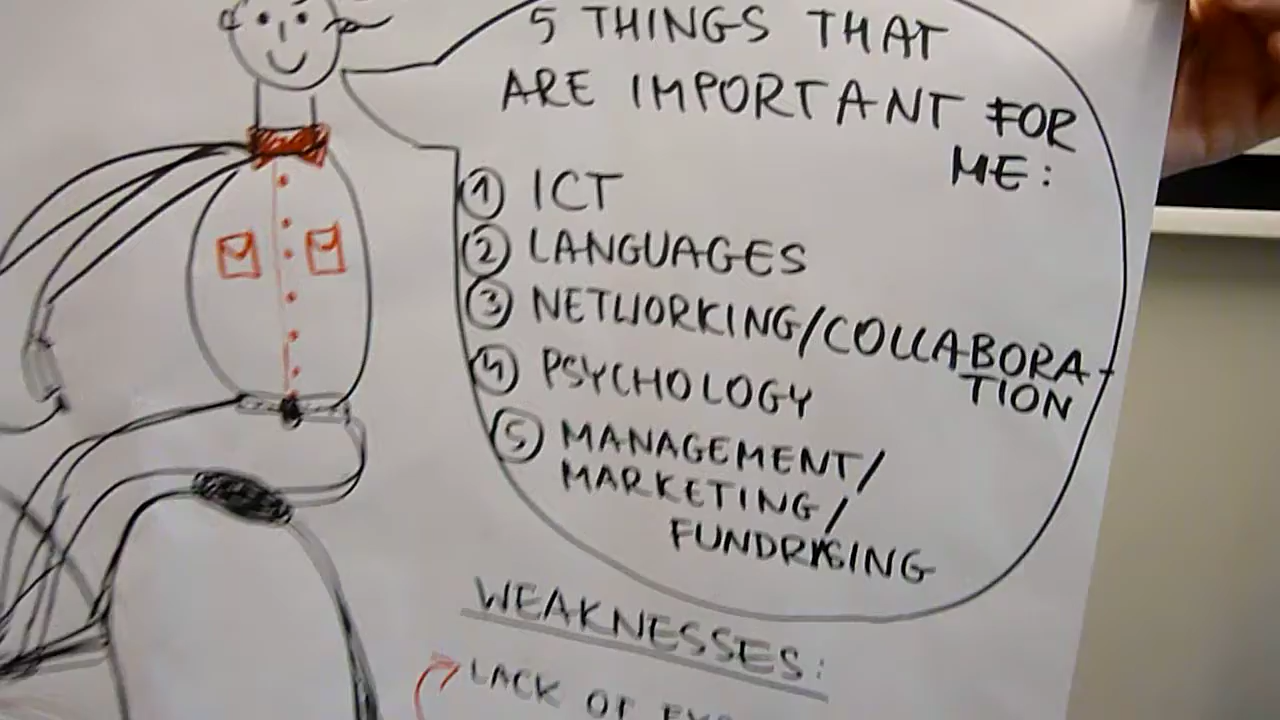 5 THINGS THAT
ARE IMPORTANT FOR
ME:
① ICT
② LANGUAGES
③ NETWORKING/COLLABORA-
TION
④ PSYCHOLOGY
⑤ MANAGEMENT/
MARKETING/
FUNDRAISING
WEAKNESSES:
LACK OF